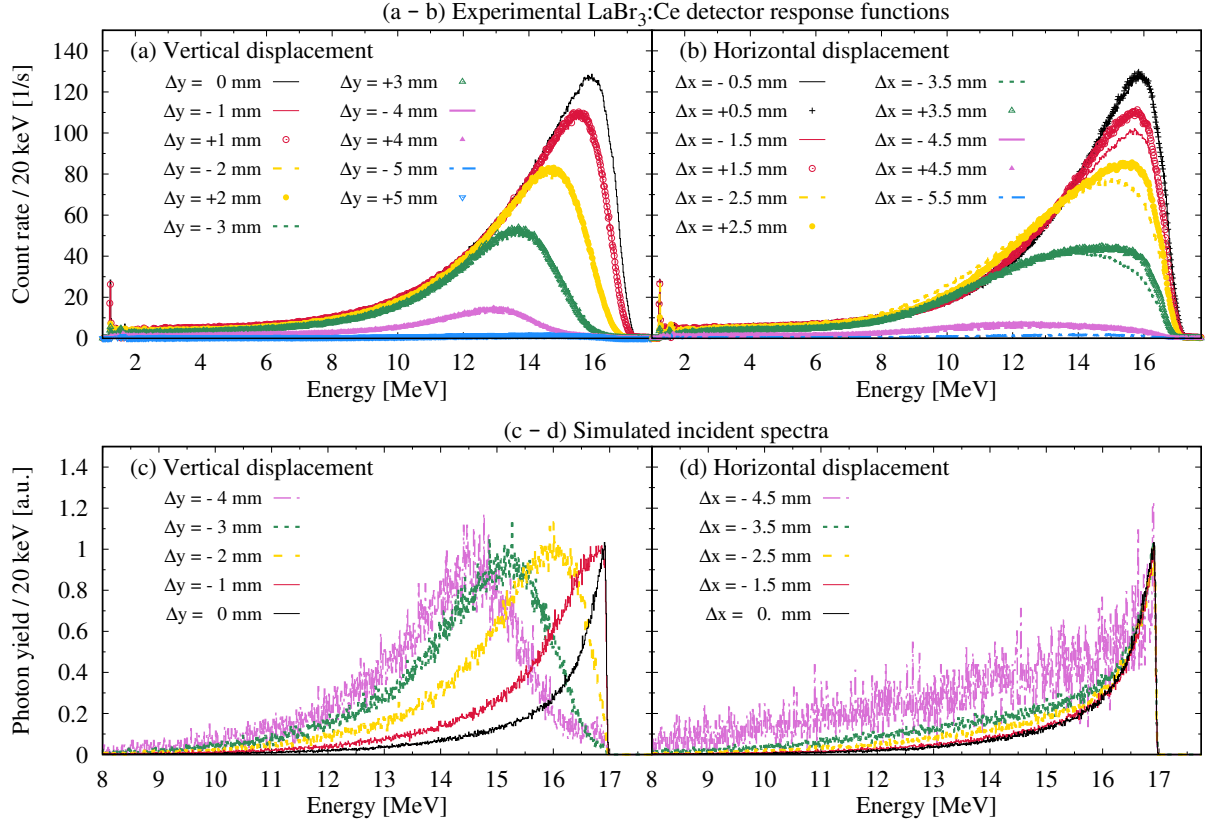 (a − b) Experimental LaBr3:Ce detector response functions
(a) Vertical displacement
Δy = 0 mm
Δy = - 1 mm
Δy = +1 mm
Δy = - 2 mm
Δy = +2 mm
Δy = - 3 mm
Δy = +3 mm
Δy = - 4 mm
Δy = +4 mm
Δy = - 5 mm
Δy = +5 mm
Count rate / 20 keV [1/s]
0 20 40 60 80 100 120 140
2 4 6 8 10 12 14 16
Energy [MeV]
(b) Horizontal displacement
Δx = - 0.5 mm
Δx = +0.5 mm
Δx = - 1.5 mm
Δx = +1.5 mm
Δx = - 2.5 mm
Δx = +2.5 mm
Δx = - 3.5 mm
Δx = +3.5 mm
Δx = - 4.5 mm
Δx = +4.5 mm
Δx = - 5.5 mm
2 4 6 8 10 12 14 16
Energy [MeV]
(c − d) Simulated incident spectra
(c) Vertical displacement
Δy = - 4 mm
Δy = - 3 mm
Δy = - 2 mm
Δy = - 1 mm
Δy = 0 mm
Photon yield / 20 keV [a.u.]
0 0.2 0.4 0.6 0.8 1 1.2 1.4
8 9 10 11 12 13 14 15 16 17
Energy [MeV]
(d) Horizontal displacement
Δx = - 4.5 mm
Δx = - 3.5 mm
Δx = - 2.5 mm
Δx = - 1.5 mm
Δx = 0. mm
8 9 10 11 12 13 14 15 16 17
Energy [MeV]